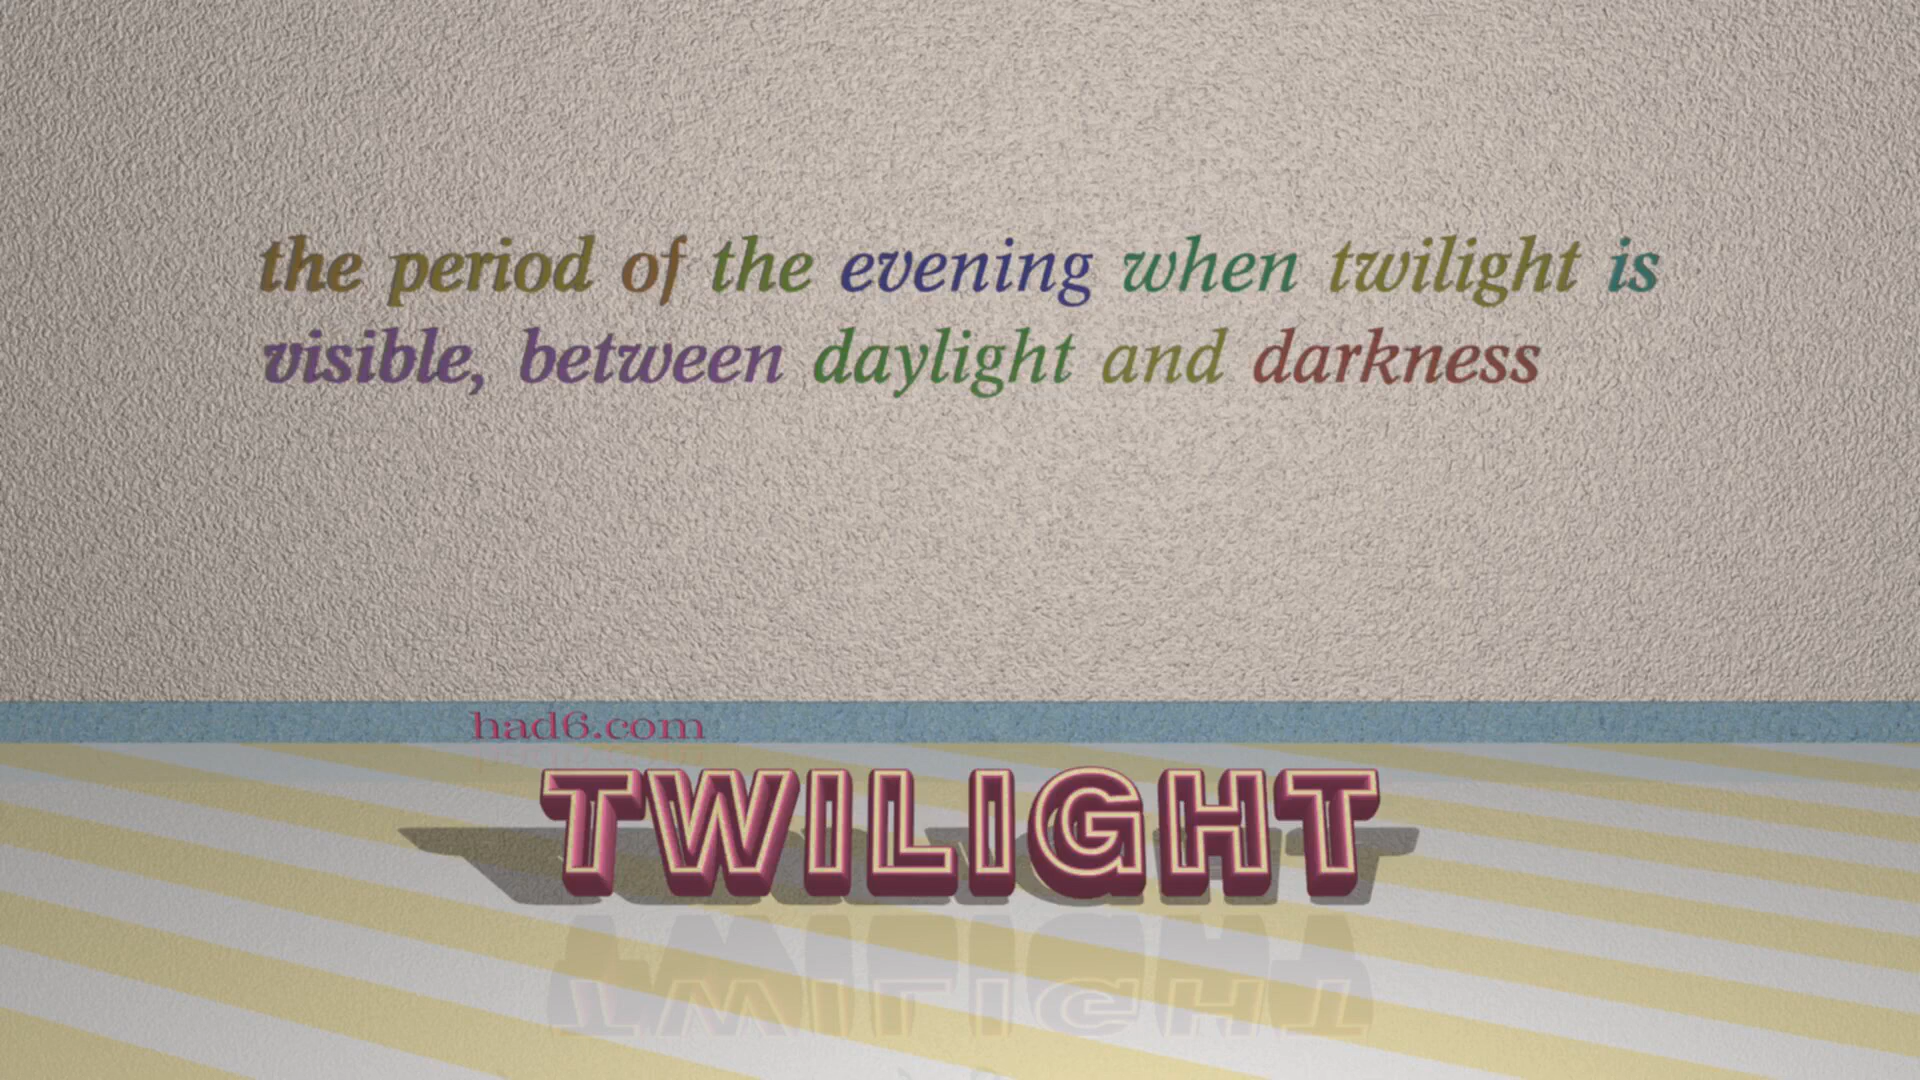 the period of the evening when twilight is
visible, between daylight and darkness
had6.com
TWILIGHT